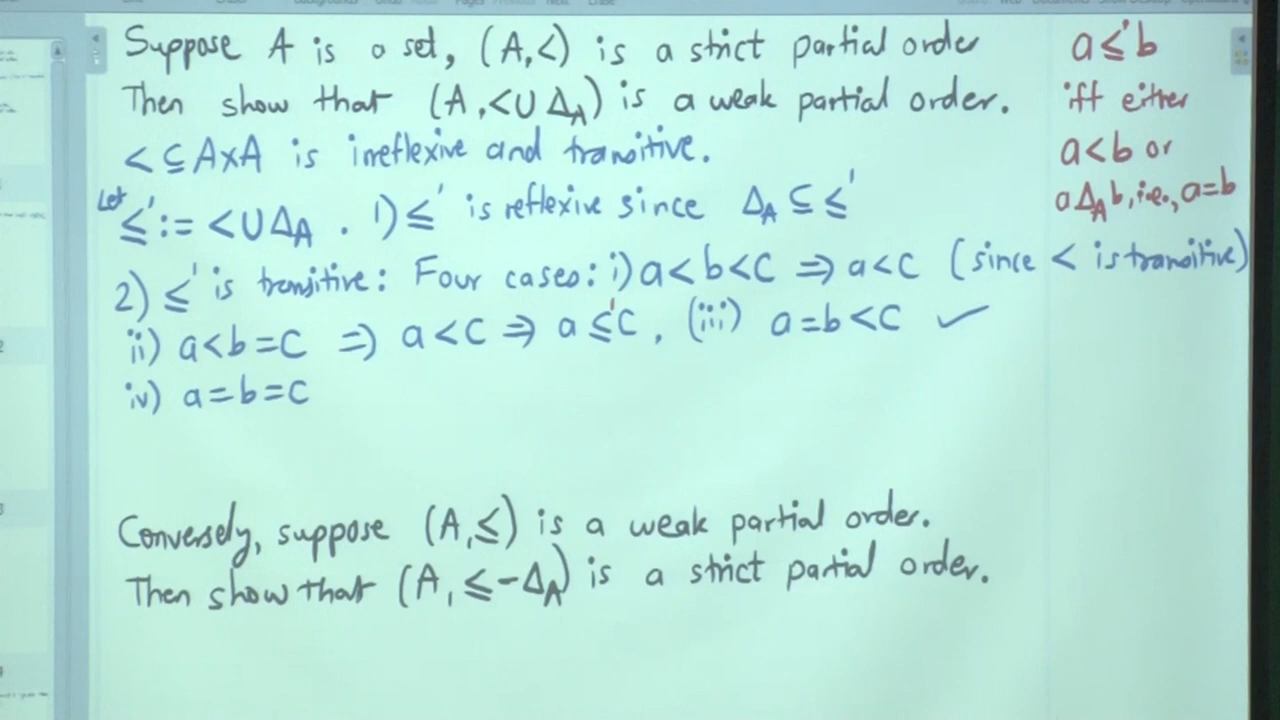 Suppose A is a set, (A,<) is a strict partial order
Then show that (A,<∪ Δ_A) is a weak partial order.
< ⊆ A×A is irreflexive and transitive.
Let ≤' := <∪Δ_A . 1) ≤' is reflexive since Δ_A ⊆ ≤'
2) ≤' is transitive: Four cases: i) a<b<c ⇒ a<c (since < is transitive)
ii) a<b=c ⇒ a<c ⇒ a≤'c, (iii) a=b<c ✓
iv) a=b=c
Conversely, suppose (A,≤) is a weak partial order.
Then show that (A, ≤-Δ_A) is a strict partial order.
a≤'b
iff either
a<b or
aΔ_A b, i.e., a=b